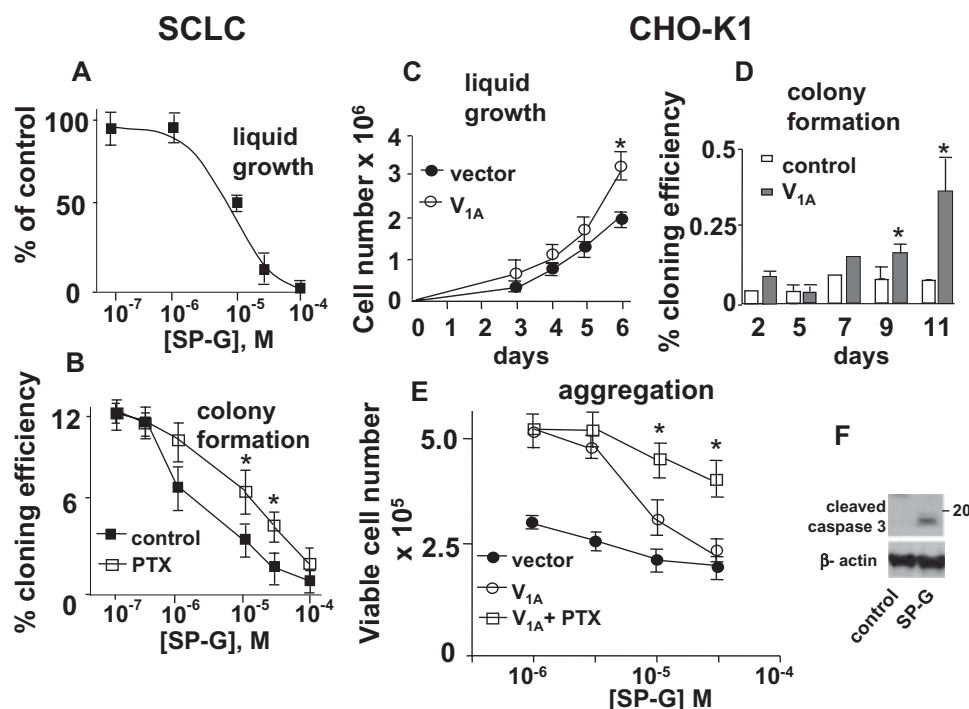 SCLC
CHO-K1
A
% of control
100
50
0
liquid
growth
10⁻⁷ 10⁻⁶ 10⁻⁵ 10⁻⁴
[SP-G], M
B
% cloning efficiency
12
6
0
colony
formation
* *
control
PTX
10⁻⁷ 10⁻⁶ 10⁻⁵ 10⁻⁴
[SP-G], M
C
liquid
growth
Cell number x 10⁶
4
3
2
1
0
*
vector
V1A
0 1 2 3 4 5 6
days
D
colony
formation
% cloning efficiency
0.5
0.25
0
control
V1A
* *
2 5 7 9 11
days
E
aggregation
Viable cell number
x 10⁵
5.0
2.5
0
* *
vector
V1A
V1A + PTX
10⁻⁶ 10⁻⁵ 10⁻⁴
[SP-G] M
F
cleaved
caspase 3
20
β- actin
control
SP-G